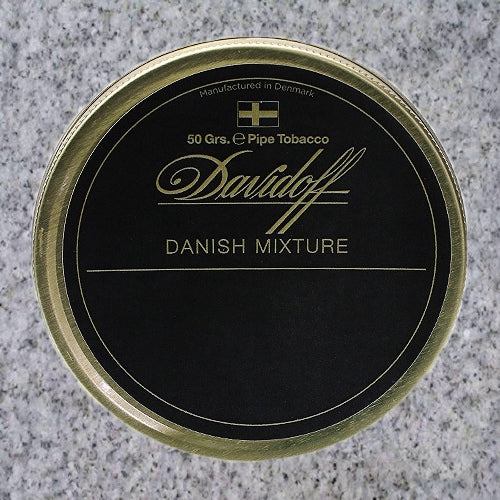 Manufactured in Denmark
50 Grs. ℮ Pipe Tobacco
Davidoff
DANISH MIXTURE